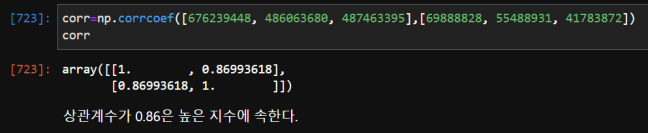 [723]: corr=np.corrcoef([676239448, 486063680, 487463395],[69888828, 55488931, 41783872])
corr
[723]: array([[1.        , 0.86993618],
[0.86993618, 1.        ]])
상관계수가 0.86은 높은 지수에 속한다.